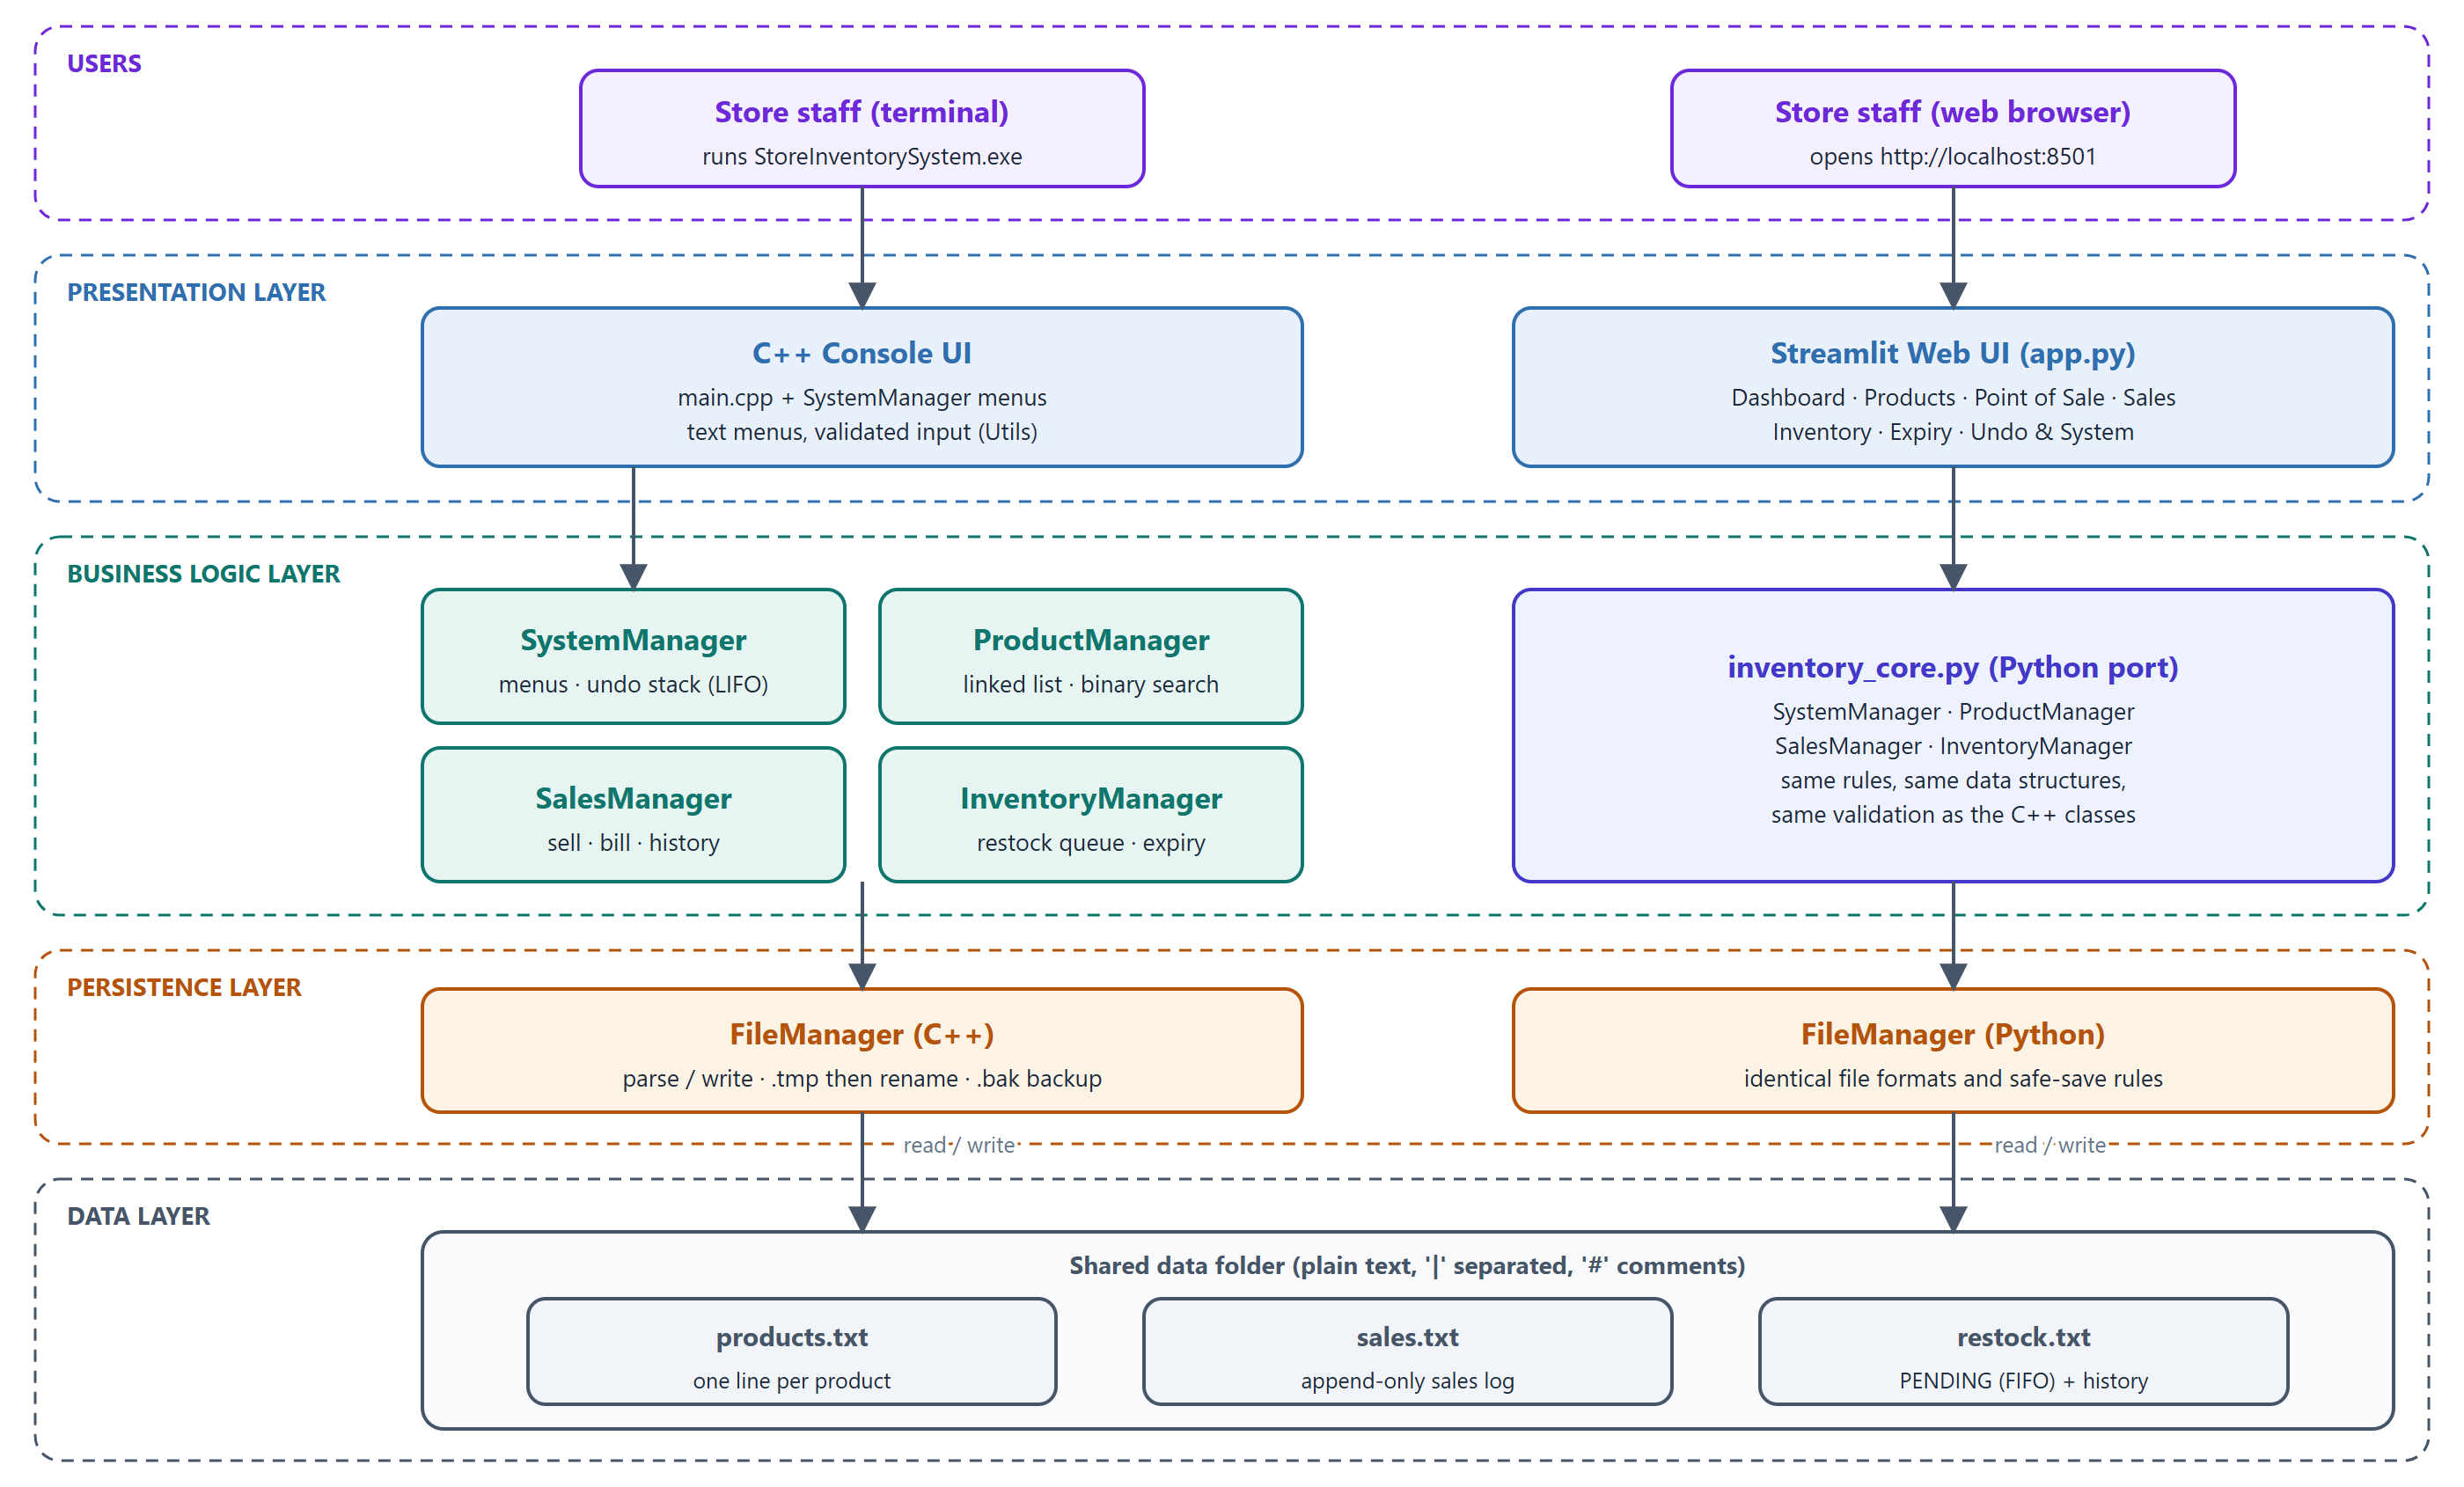 USERS
Store staff (terminal)
runs StoreInventorySystem.exe
Store staff (web browser)
opens http://localhost:8501
PRESENTATION LAYER
C++ Console UI
main.cpp + SystemManager menus
text menus, validated input (Utils)
Streamlit Web UI (app.py)
Dashboard · Products · Point of Sale · Sales
Inventory · Expiry · Undo & System
BUSINESS LOGIC LAYER
SystemManager
menus · undo stack (LIFO)
ProductManager
linked list · binary search
SalesManager
sell · bill · history
InventoryManager
restock queue · expiry
inventory_core.py (Python port)
SystemManager · ProductManager
SalesManager · InventoryManager
same rules, same data structures,
same validation as the C++ classes
PERSISTENCE LAYER
FileManager (C++)
parse / write · .tmp then rename · .bak backup
FileManager (Python)
identical file formats and safe-save rules
read / write
read / write
DATA LAYER
Shared data folder (plain text, '|' separated, '#' comments)
products.txt
one line per product
sales.txt
append-only sales log
restock.txt
PENDING (FIFO) + history